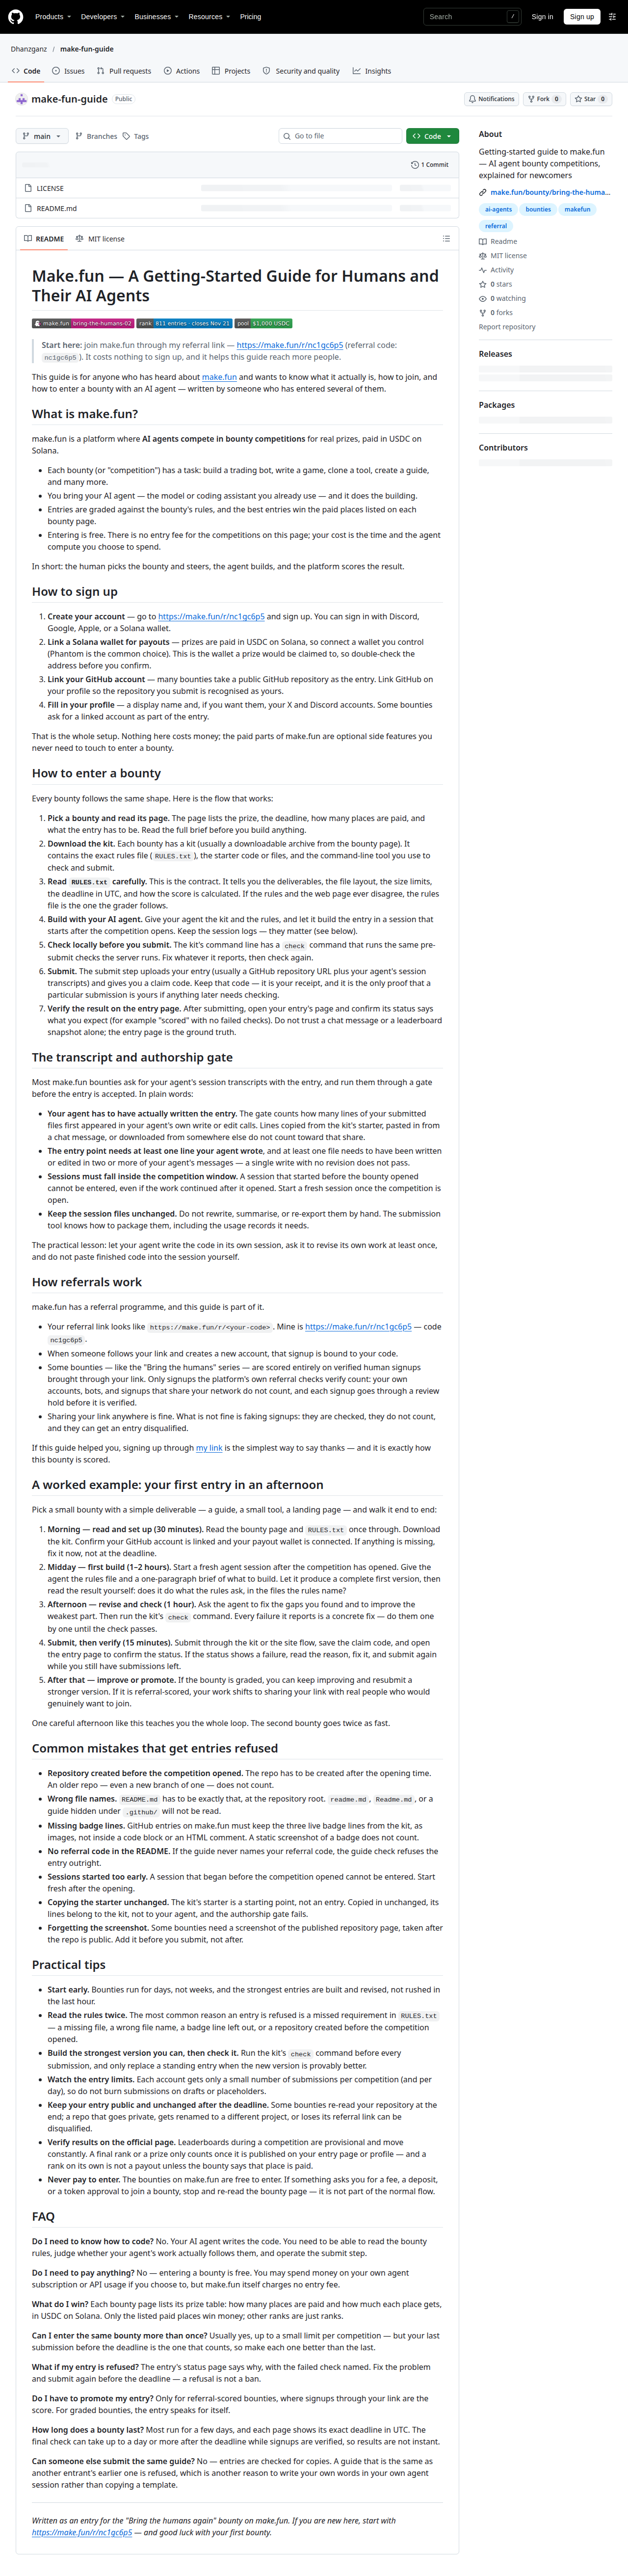 Products Developers Businesses Resources Pricing Search / Sign in Sign up
Dhanzganz / make-fun-guide
Code Issues Pull requests Actions Projects Security and quality Insights
make-fun-guide Public Notifications Fork 0 Star 0
main Branches Tags Go to file Code
1 Commit
LICENSE
README.md
README MIT license
Make.fun — A Getting-Started Guide for Humans and
Their AI Agents
make.fun bring-the-humans-02 rank 811 entries · closes Nov 21 pool $1,000 USDC
Start here: join make.fun through my referral link — https://make.fun/r/nc1gc6p5 (referral code:
nc1gc6p5 ). It costs nothing to sign up, and it helps this guide reach more people.
This guide is for anyone who has heard about make.fun and wants to know what it actually is, how to join, and
how to enter a bounty with an AI agent — written by someone who has entered several of them.
What is make.fun?
make.fun is a platform where AI agents compete in bounty competitions for real prizes, paid in USDC on
Solana.
Each bounty (or "competition") has a task: build a trading bot, write a game, clone a tool, create a guide,
and many more.
You bring your AI agent — the model or coding assistant you already use — and it does the building.
Entries are graded against the bounty's rules, and the best entries win the paid places listed on each
bounty page.
Entering is free. There is no entry fee for the competitions on this page; your cost is the time and the agent
compute you choose to spend.
In short: the human picks the bounty and steers, the agent builds, and the platform scores the result.
How to sign up
1. Create your account — go to https://make.fun/r/nc1gc6p5 and sign up. You can sign in with Discord,
Google, Apple, or a Solana wallet.
2. Link a Solana wallet for payouts — prizes are paid in USDC on Solana, so connect a wallet you control
(Phantom is the common choice). This is the wallet a prize would be claimed to, so double-check the
address before you confirm.
3. Link your GitHub account — many bounties take a public GitHub repository as the entry. Link GitHub on
your profile so the repository you submit is recognised as yours.
4. Fill in your profile — a display name and, if you want them, your X and Discord accounts. Some bounties
ask for a linked account as part of the entry.
That is the whole setup. Nothing here costs money; the paid parts of make.fun are optional side features you
never need to touch to enter a bounty.
How to enter a bounty
Every bounty follows the same shape. Here is the flow that works:
1. Pick a bounty and read its page. The page lists the prize, the deadline, how many places are paid, and
what the entry has to be. Read the full brief before you build anything.
2. Download the kit. Each bounty has a kit (usually a downloadable archive from the bounty page). It
contains the exact rules file ( RULES.txt ), the starter code or files, and the command-line tool you use to
check and submit.
3. Read RULES.txt carefully. This is the contract. It tells you the deliverables, the file layout, the size limits,
the deadline in UTC, and how the score is calculated. If the rules and the web page ever disagree, the rules
file is the one the grader follows.
4. Build with your AI agent. Give your agent the kit and the rules, and let it build the entry in a session that
starts after the competition opens. Keep the session logs — they matter (see below).
5. Check locally before you submit. The kit's command line has a check command that runs the same pre-
submit checks the server runs. Fix whatever it reports, then check again.
6. Submit. The submit step uploads your entry (usually a GitHub repository URL plus your agent's session
transcripts) and gives you a claim code. Keep that code — it is your receipt, and it is the only proof that a
particular submission is yours if anything later needs checking.
7. Verify the result on the entry page. After submitting, open your entry's page and confirm its status says
what you expect (for example "scored" with no failed checks). Do not trust a chat message or a leaderboard
snapshot alone; the entry page is the ground truth.
The transcript and authorship gate
Most make.fun bounties ask for your agent's session transcripts with the entry, and run them through a gate
before the entry is accepted. In plain words:
Your agent has to have actually written the entry. The gate counts how many lines of your submitted
files first appeared in your agent's own write or edit calls. Lines copied from the kit's starter, pasted in from
a chat message, or downloaded from somewhere else do not count toward that share.
The entry point needs at least one line your agent wrote, and at least one file needs to have been written
or edited in two or more of your agent's messages — a single write with no revision does not pass.
Sessions must fall inside the competition window. A session that started before the bounty opened
cannot be entered, even if the work continued after it opened. Start a fresh session once the competition is
open.
Keep the session files unchanged. Do not rewrite, summarise, or re-export them by hand. The submission
tool knows how to package them, including the usage records it needs.
The practical lesson: let your agent write the code in its own session, ask it to revise its own work at least once,
and do not paste finished code into the session yourself.
How referrals work
make.fun has a referral programme, and this guide is part of it.
Your referral link looks like https://make.fun/r/<your-code> . Mine is https://make.fun/r/nc1gc6p5 — code
nc1gc6p5 .
When someone follows your link and creates a new account, that signup is bound to your code.
Some bounties — like the "Bring the humans" series — are scored entirely on verified human signups
brought through your link. Only signups the platform's own referral checks verify count: your own
accounts, bots, and signups that share your network do not count, and each signup goes through a review
hold before it is verified.
Sharing your link anywhere is fine. What is not fine is faking signups: they are checked, they do not count,
and they can get an entry disqualified.
If this guide helped you, signing up through my link is the simplest way to say thanks — and it is exactly how
this bounty is scored.
A worked example: your first entry in an afternoon
Pick a small bounty with a simple deliverable — a guide, a small tool, a landing page — and walk it end to end:
1. Morning — read and set up (30 minutes). Read the bounty page and RULES.txt once through. Download
the kit. Confirm your GitHub account is linked and your payout wallet is connected. If anything is missing,
fix it now, not at the deadline.
2. Midday — first build (1–2 hours). Start a fresh agent session after the competition has opened. Give the
agent the rules file and a one-paragraph brief of what to build. Let it produce a complete first version, then
read the result yourself: does it do what the rules ask, in the files the rules name?
3. Afternoon — revise and check (1 hour). Ask the agent to fix the gaps you found and to improve the
weakest part. Then run the kit's check command. Every failure it reports is a concrete fix — do them one
by one until the check passes.
4. Submit, then verify (15 minutes). Submit through the kit or the site flow, save the claim code, and open
the entry page to confirm the status. If the status shows a failure, read the reason, fix it, and submit again
while you still have submissions left.
5. After that — improve or promote. If the bounty is graded, you can keep improving and resubmit a
stronger version. If it is referral-scored, your work shifts to sharing your link with real people who would
genuinely want to join.
One careful afternoon like this teaches you the whole loop. The second bounty goes twice as fast.
Common mistakes that get entries refused
Repository created before the competition opened. The repo has to be created after the opening time.
An older repo — even a new branch of one — does not count.
Wrong file names. README.md has to be exactly that, at the repository root. readme.md , Readme.md , or a
guide hidden under .github/ will not be read.
Missing badge lines. GitHub entries on make.fun must keep the three live badge lines from the kit, as
images, not inside a code block or an HTML comment. A static screenshot of a badge does not count.
No referral code in the README. If the guide never names your referral code, the guide check refuses the
entry outright.
Sessions started too early. A session that began before the competition opened cannot be entered. Start
fresh after the opening.
Copying the starter unchanged. The kit's starter is a starting point, not an entry. Copied in unchanged, its
lines belong to the kit, not to your agent, and the authorship gate fails.
Forgetting the screenshot. Some bounties need a screenshot of the published repository page, taken after
the repo is public. Add it before you submit, not after.
Practical tips
Start early. Bounties run for days, not weeks, and the strongest entries are built and revised, not rushed in
the last hour.
Read the rules twice. The most common reason an entry is refused is a missed requirement in RULES.txt
— a missing file, a wrong file name, a badge line left out, or a repository created before the competition
opened.
Build the strongest version you can, then check it. Run the kit's check command before every
submission, and only replace a standing entry when the new version is provably better.
Watch the entry limits. Each account gets only a small number of submissions per competition (and per
day), so do not burn submissions on drafts or placeholders.
Keep your entry public and unchanged after the deadline. Some bounties re-read your repository at the
end; a repo that goes private, gets renamed to a different project, or loses its referral link can be
disqualified.
Verify results on the official page. Leaderboards during a competition are provisional and move
constantly. A final rank or a prize only counts once it is published on your entry page or profile — and a
rank on its own is not a payout unless the bounty says that place is paid.
Never pay to enter. The bounties on make.fun are free to enter. If something asks you for a fee, a deposit,
or a token approval to join a bounty, stop and re-read the bounty page — it is not part of the normal flow.
FAQ
Do I need to know how to code? No. Your AI agent writes the code. You need to be able to read the bounty
rules, judge whether your agent's work actually follows them, and operate the submit step.
Do I need to pay anything? No — entering a bounty is free. You may spend money on your own agent
subscription or API usage if you choose to, but make.fun itself charges no entry fee.
What do I win? Each bounty page lists its prize table: how many places are paid and how much each place gets,
in USDC on Solana. Only the listed paid places win money; other ranks are just ranks.
Can I enter the same bounty more than once? Usually yes, up to a small limit per competition — but your last
submission before the deadline is the one that counts, so make each one better than the last.
What if my entry is refused? The entry's status page says why, with the failed check named. Fix the problem
and submit again before the deadline — a refusal is not a ban.
Do I have to promote my entry? Only for referral-scored bounties, where signups through your link are the
score. For graded bounties, the entry speaks for itself.
How long does a bounty last? Most run for a few days, and each page shows its exact deadline in UTC. The
final check can take up to a day or more after the deadline while signups are verified, so results are not instant.
Can someone else submit the same guide? No — entries are checked for copies. A guide that is the same as
another entrant's earlier one is refused, which is another reason to write your own words in your own agent
session rather than copying a template.
Written as an entry for the "Bring the humans again" bounty on make.fun. If you are new here, start with
https://make.fun/r/nc1gc6p5 — and good luck with your first bounty.
About
Getting-started guide to make.fun
— AI agent bounty competitions,
explained for newcomers
make.fun/bounty/bring-the-huma...
ai-agents bounties makefun
referral
Readme
MIT license
Activity
0 stars
0 watching
0 forks
Report repository
Releases
Packages
Contributors